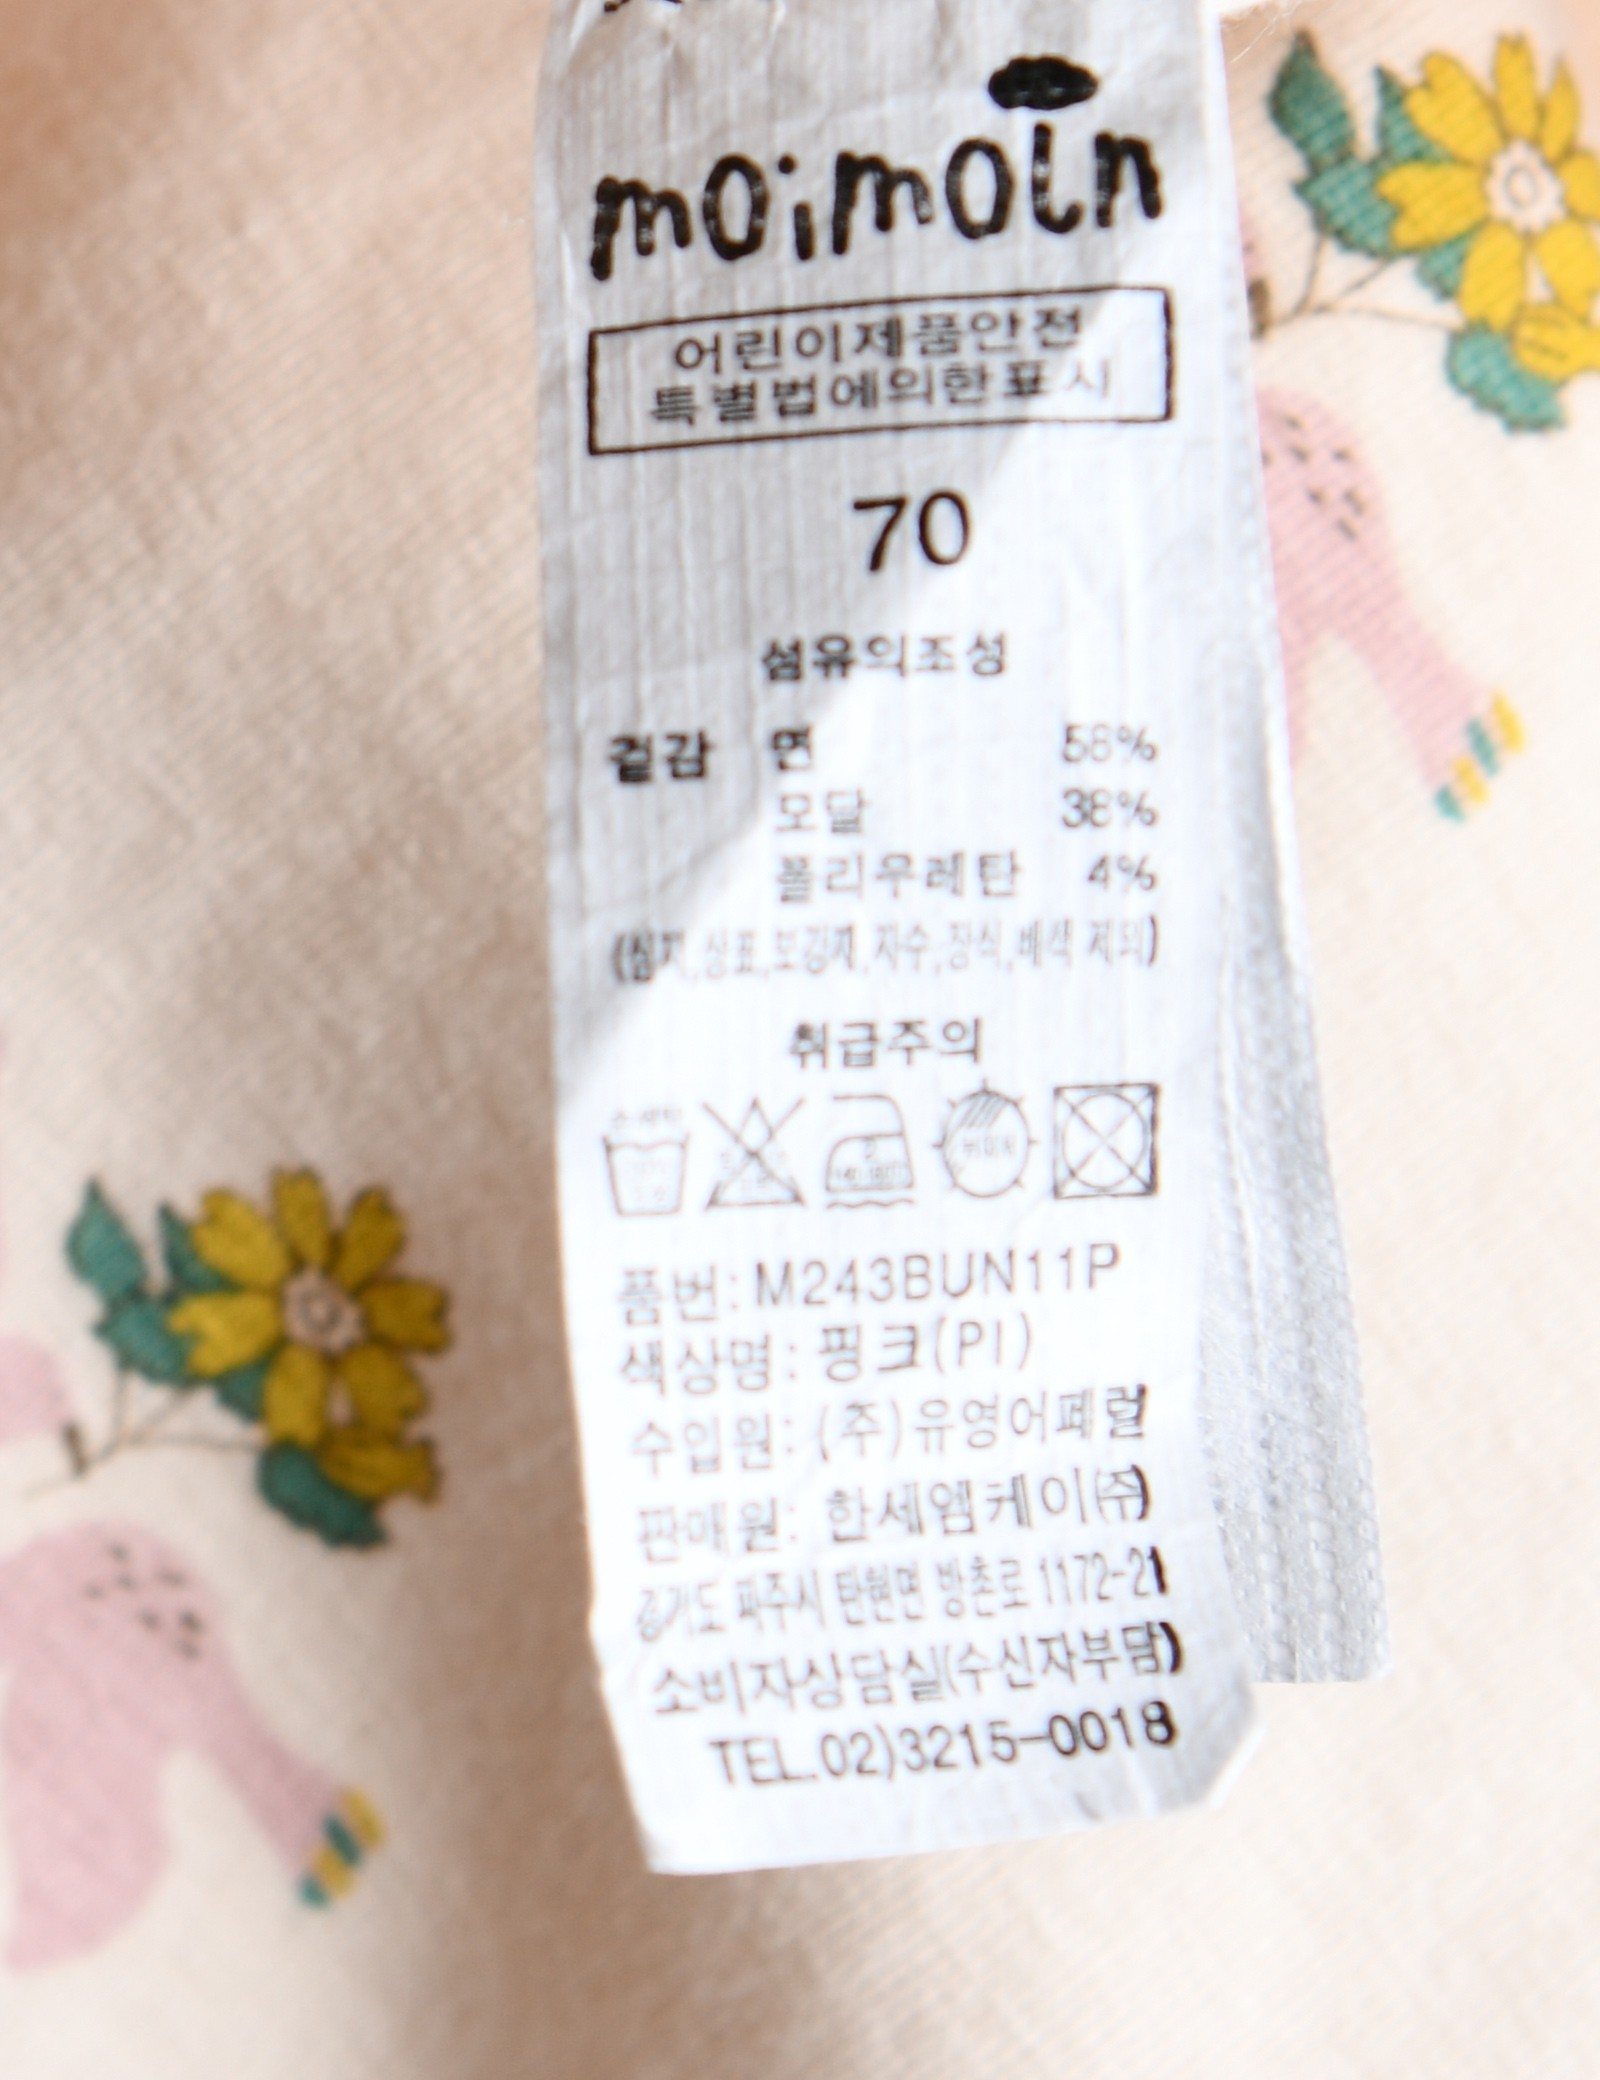 moimoln
어린이제품안전
특별법에의한표시
70
섬유의조성
겉감 면 58%
모달 38%
폴리우레탄 4%
(심지,상표,보강재,자수,장식,배색 제외)
취급주의
손세탁
품번: M243BUN11P
색상명: 핑크(PI)
수입원: (주)유영어패럴
판매원: 한세엠케이(주)
경기도 파주시 탄현면 방촌로 1172-21
소비자상담실(수신자부담)
TEL.02)3215-0018